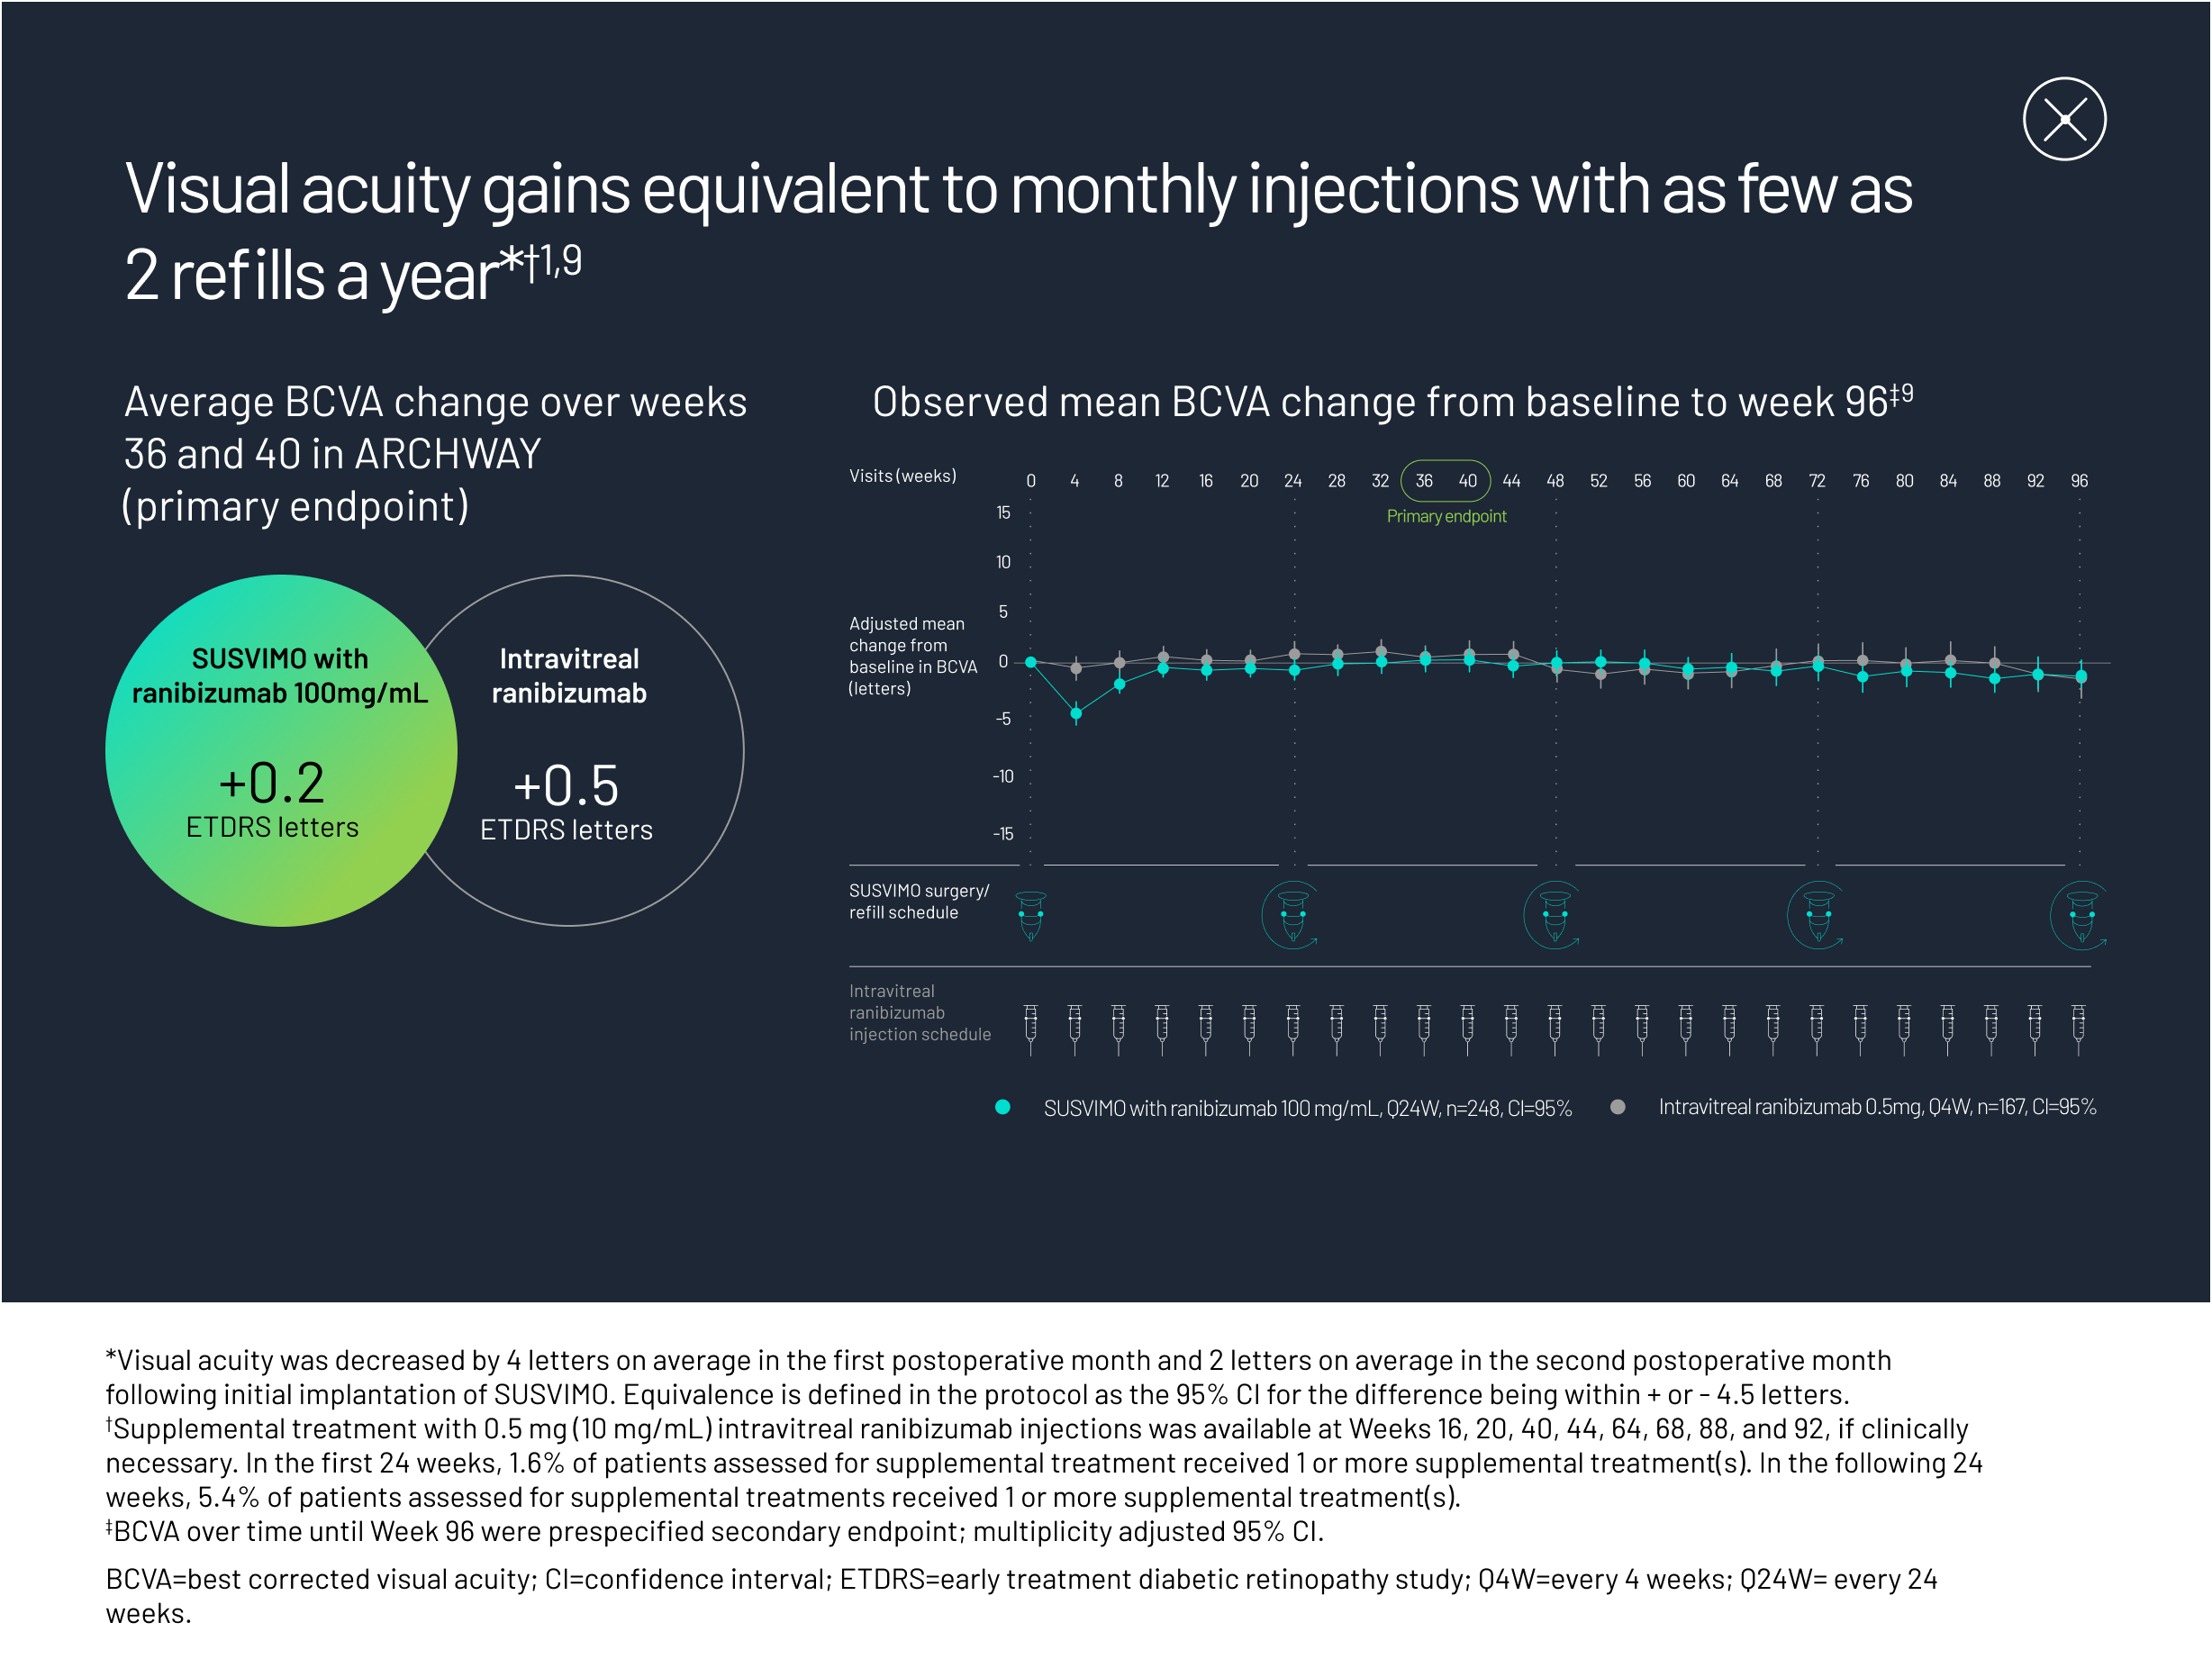 Visual acuity gains equivalent to monthly injections with as few as
2 refills a year*†1,9
Average BCVA change over weeks
36 and 40 in ARCHWAY
(primary endpoint)
SUSVIMO with
ranibizumab 100mg/mL
+0.2
ETDRS letters
Intravitreal
ranibizumab
+0.5
ETDRS letters
Observed mean BCVA change from baseline to week 96‡9
Visits (weeks)
0 4 8 12 16 20 24 28 32 36 40 44 48 52 56 60 64 68 72 76 80 84 88 92 96
Primary endpoint
15
10
5
0
-5
-10
-15
Adjusted mean
change from
baseline in BCVA
(letters)
SUSVIMO surgery/
refill schedule
Intravitreal
ranibizumab
injection schedule
SUSVIMO with ranibizumab 100 mg/mL, Q24W, n=248, CI=95%
Intravitreal ranibizumab 0.5mg, Q4W, n=167, CI=95%
*Visual acuity was decreased by 4 letters on average in the first postoperative month and 2 letters on average in the second postoperative month
following initial implantation of SUSVIMO. Equivalence is defined in the protocol as the 95% CI for the difference being within + or - 4.5 letters.
†Supplemental treatment with 0.5 mg (10 mg/mL) intravitreal ranibizumab injections was available at Weeks 16, 20, 40, 44, 64, 68, 88, and 92, if clinically
necessary. In the first 24 weeks, 1.6% of patients assessed for supplemental treatment received 1 or more supplemental treatment(s). In the following 24
weeks, 5.4% of patients assessed for supplemental treatments received 1 or more supplemental treatment(s).
‡BCVA over time until Week 96 were prespecified secondary endpoint; multiplicity adjusted 95% CI.
BCVA=best corrected visual acuity; CI=confidence interval; ETDRS=early treatment diabetic retinopathy study; Q4W=every 4 weeks; Q24W= every 24
weeks.